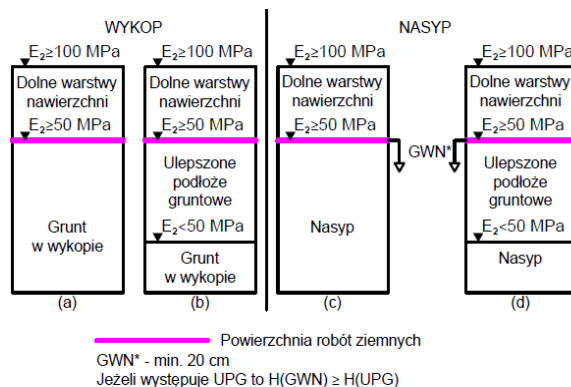 WYKOP
NASYP
E₂≥100 MPa
E₂≥100 MPa
E₂≥100 MPa
E₂≥100 MPa
Dolne warstwy
nawierzchni
Dolne warstwy
nawierzchni
Dolne warstwy
nawierzchni
Dolne warstwy
nawierzchni
E₂≥50 MPa
E₂≥50 MPa
E₂≥50 MPa
E₂≥50 MPa
GWN*
Grunt
w wykopie
Ulepszone
podłoże
gruntowe
Nasyp
Ulepszone
podłoże
gruntowe
E₂<50 MPa
E₂<50 MPa
Grunt
w wykopie
Nasyp
(a)
(b)
(c)
(d)
Powierzchnia robót ziemnych
GWN* - min. 20 cm
Jeżeli występuje UPG to H(GWN) ≥ H(UPG)